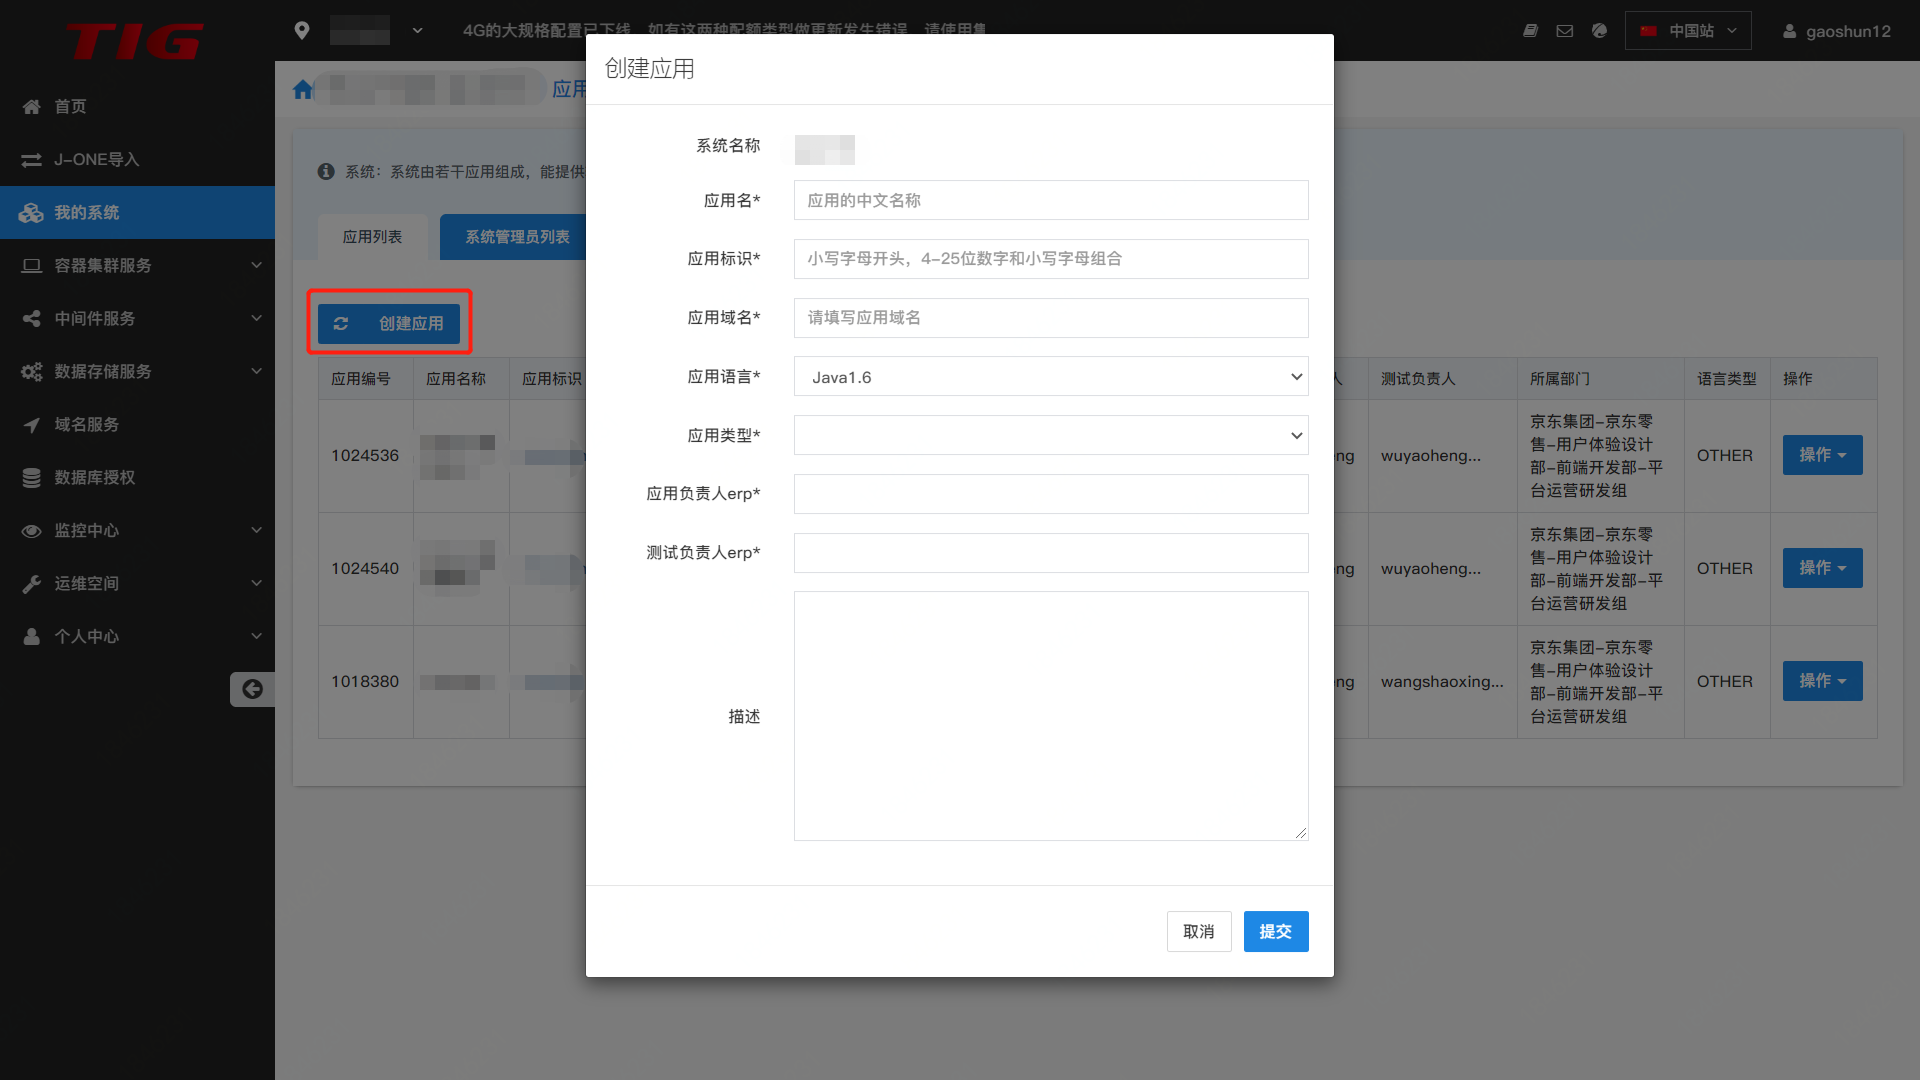 TIG
4G的大规格配置已下线，如有这两种配额类型做更新发生错误，请使用集
中国站
gaoshun12
首页
J-ONE导入
我的系统
容器集群服务
中间件服务
数据存储服务
域名服务
数据库授权
监控中心
运维空间
个人中心
应用
系统：系统由若干应用组成，能提供
应用列表
系统管理员列表
创建应用
应用编号 应用名称 应用标识 人 测试负责人 所属部门 语言类型 操作
1024536 ng wuyaoheng... OTHER 操作
京东集团-京东零
售-用户体验设计
部-前端开发部-平
台运营研发组
1024540 ng wuyaoheng... OTHER 操作
京东集团-京东零
售-用户体验设计
部-前端开发部-平
台运营研发组
1018380 ng wangshaoxing... OTHER 操作
京东集团-京东零
售-用户体验设计
部-前端开发部-平
台运营研发组
创建应用
系统名称
应用名* 应用的中文名称
应用标识* 小写字母开头，4-25位数字和小写字母组合
应用域名* 请填写应用域名
应用语言* Java1.6
应用类型*
应用负责人erp*
测试负责人erp*
描述
取消
提交